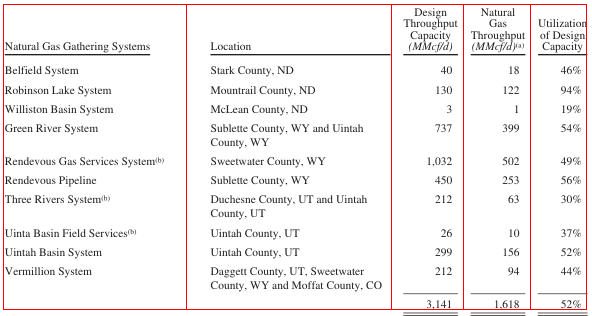 Natural Gas Gathering Systems Location Design Throughput Capacity (MMcf/d) Natural Gas Throughput (MMcf/d)(a) Utilization of Design Capacity
Belfield System Stark County, ND 40 18 46%
Robinson Lake System Mountrail County, ND 130 122 94%
Williston Basin System McLean County, ND 3 1 19%
Green River System Sublette County, WY and Uintah 737 399 54%
County, WY
Rendevous Gas Services System(b) Sweetwater County, WY 1,032 502 49%
Rendevous Pipeline Sublette County, WY 450 253 56%
Three Rivers System(b) Duchesne County, UT and Uintah 212 63 30%
County, UT
Uinta Basin Field Services(b) Uintah County, UT 26 10 37%
Uintah Basin System Uintah County, UT 299 156 52%
Vermillion System Daggett County, UT, Sweetwater 212 94 44%
County, WY and Moffat County, CO
3,141 1,618 52%